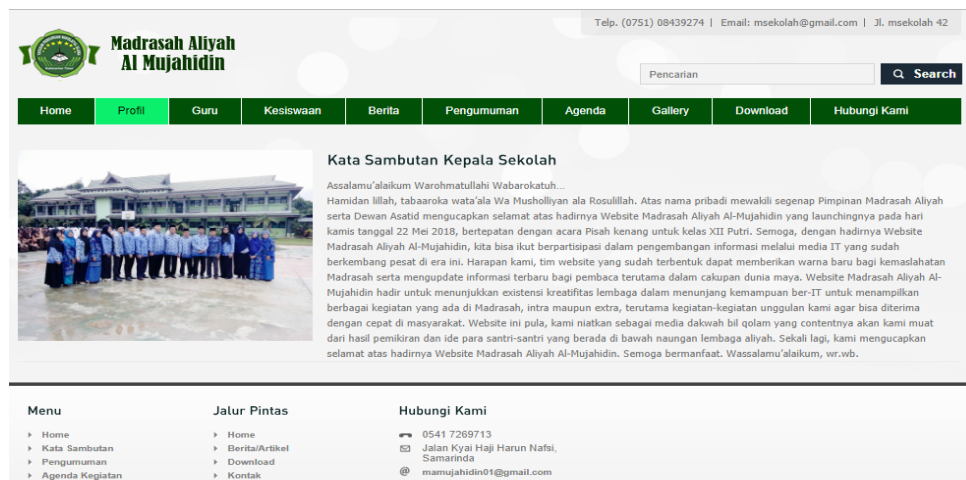 Telp. (0751) 08439274 | Email: msekolah@gmail.com | Jl. msekolah 42
Madrasah Aliyah
Al Mujahidin
Pencarian
Search
Home Profil Guru Kesiswaan Berita Pengumuman Agenda Gallery Download Hubungi Kami
Kata Sambutan Kepala Sekolah
Assalamu'alaikum Warohmatullahi Wabarokatuh...
Hamidan lillah, tabaaroka wata'ala Wa Musholliyan ala Rosulillah. Atas nama pribadi mewakili segenap Pimpinan Madrasah Aliyah
serta Dewan Asatid mengucapkan selamat atas hadirnya Website Madrasah Aliyah Al-Mujahidin yang launchingnya pada hari
kamis tanggal 22 Mei 2018, bertepatan dengan acara Pisah kenang untuk kelas XII Putri. Semoga, dengan hadirnya Website
Madrasah Aliyah Al-Mujahidin, kita bisa ikut berpartisipasi dalam pengembangan informasi melalui media IT yang sudah
berkembang pesat di era ini. Harapan kami, tim website yang sudah terbentuk dapat memberikan warna baru bagi kemaslahatan
Madrasah serta mengupdate informasi terbaru bagi pembaca terutama dalam cakupan dunia maya. Website Madrasah Aliyah Al-
Mujahidin hadir untuk menunjukkan existensi kreatifitas lembaga dalam menunjang kemampuan ber-IT untuk menampilkan
berbagai kegiatan yang ada di Madrasah, intra maupun extra, terutama kegiatan-kegiatan unggulan kami agar bisa diterima
dengan cepat di masyarakat. Website ini pula, kami niatkan sebagai media dakwah bil qolam yang contentnya akan kami muat
dari hasil pemikiran dan ide para santri-santri yang berada di bawah naungan lembaga aliyah. Sekali lagi, kami mengucapkan
selamat atas hadirnya Website Madrasah Aliyah Al-Mujahidin. Semoga bermanfaat. Wassalamu'alaikum, wr.wb.
Menu
Home
Kata Sambutan
Pengumuman
Agenda Kegiatan
Jalur Pintas
Home
Berita/Artikel
Download
Kontak
Hubungi Kami
0541 7269713
Jalan Kyai Haji Harun Nafsi,
Samarinda
mamujahidin01@gmail.com